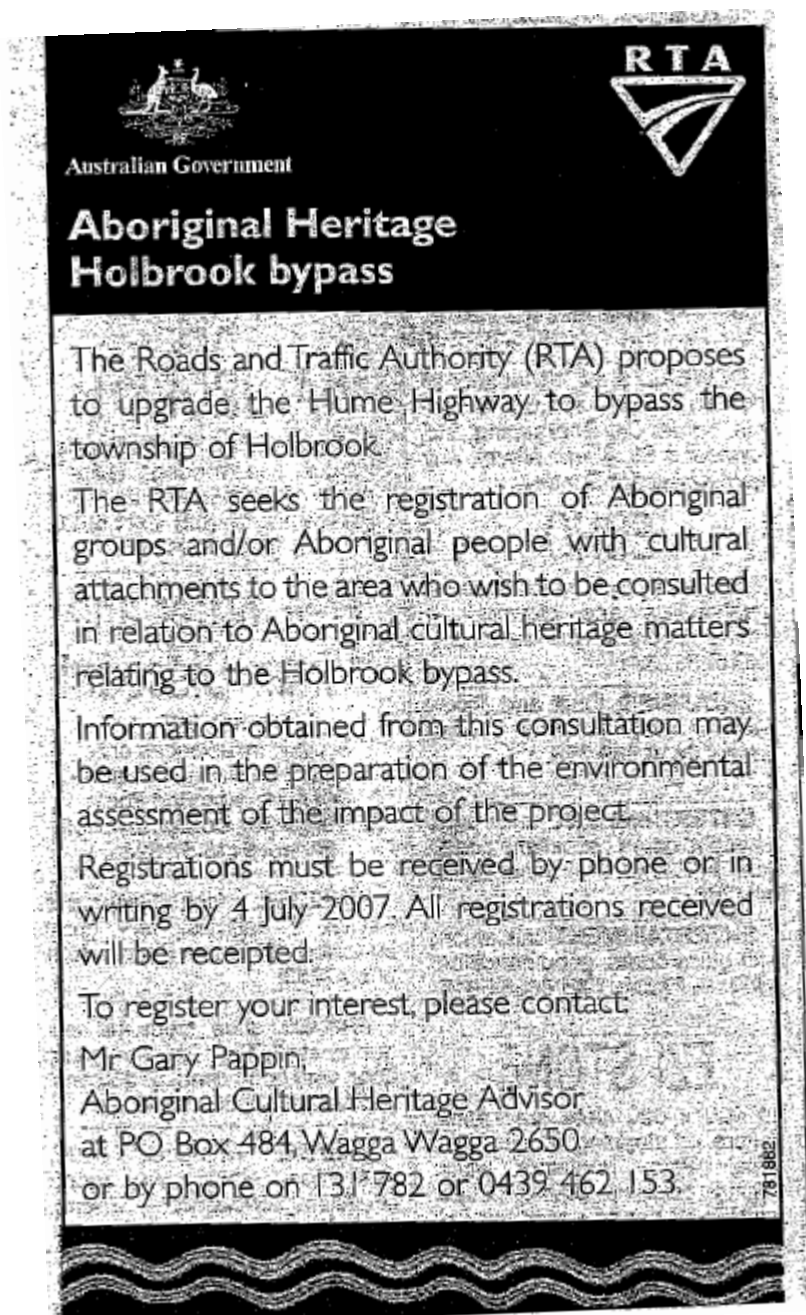 RTA
Australian Government
Aboriginal Heritage
Holbrook bypass
The Roads and Traffic Authority (RTA) proposes
to upgrade the Hume Highway to bypass the
township of Holbrook.
The RTA seeks the registration of Aboriginal
groups and/or Aboriginal people with cultural
attachments to the area who wish to be consulted
in relation to Aboriginal cultural heritage matters
relating to the Holbrook bypass.
Information obtained from this consultation may
be used in the preparation of the environmental
assessment of the impact of the project.
Registrations must be received by phone or in
writing by 4 July 2007. All registrations received
will be receipted.
To register your interest, please contact:
Mr Gary Pappin,
Aboriginal Cultural Heritage Advisor
at PO Box 484, Wagga Wagga 2650
or by phone on 131 782 or 0439 462 153.
781882